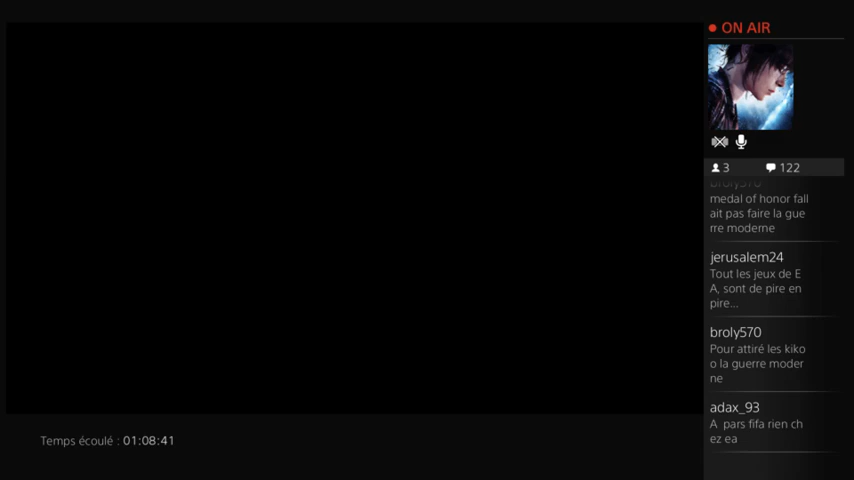 ON AIR
3 122
broly570
medal of honor fall
ait pas faire la gue
rre moderne
jerusalem24
Tout les jeux de E
A, sont de pire en
pire...
broly570
Pour attiré les kiko
o la guerre moder
ne
adax_93
A pars fifa rien ch
ez ea
Temps écoulé : 01:08:41